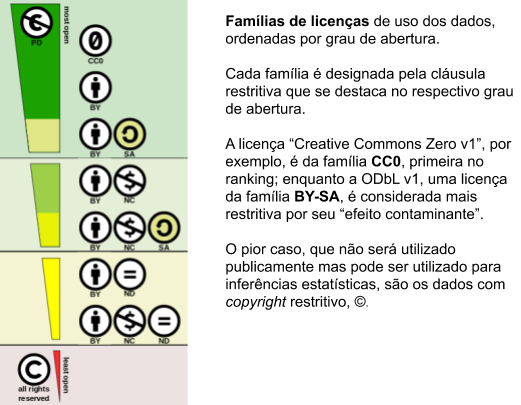 PD
most open
0
CC0
BY
BY SA
BY NC
BY NC SA
BY ND
BY NC ND
all rights
reserved
least open
Famílias de licenças de uso dos dados,
ordenadas por grau de abertura.
Cada família é designada pela cláusula
restritiva que se destaca no respectivo grau
de abertura.
A licença “Creative Commons Zero v1”, por
exemplo, é da família CC0, primeira no
ranking; enquanto a ODbL v1, uma licença
da família BY-SA, é considerada mais
restritiva por seu “efeito contaminante”.
O pior caso, que não será utilizado
publicamente mas pode ser utilizado para
inferências estatísticas, são os dados com
copyright restritivo, ©.